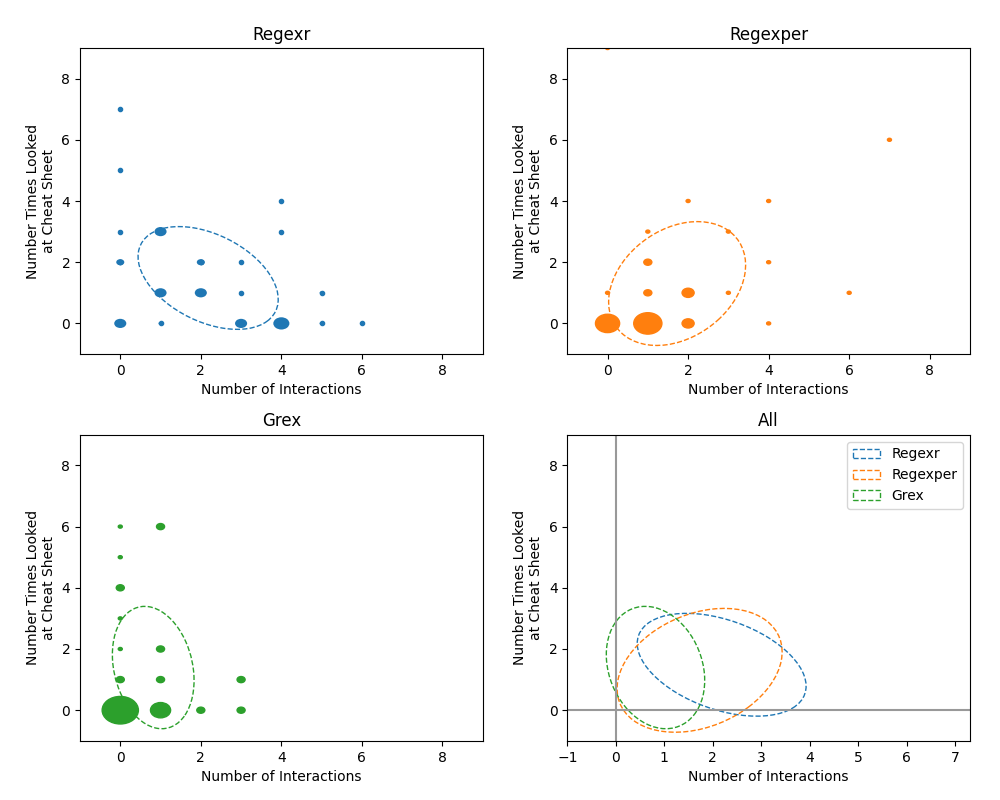 Regexr
8
6
4
2
0
Number Times Looked
at Cheat Sheet
0 2 4 6 8
Number of Interactions
Regexper
8
6
4
2
0
Number Times Looked
at Cheat Sheet
0 2 4 6 8
Number of Interactions
Grex
8
6
4
2
0
Number Times Looked
at Cheat Sheet
0 2 4 6 8
Number of Interactions
All
Regexr
Regexper
Grex
8
6
4
2
0
Number Times Looked
at Cheat Sheet
−1 0 1 2 3 4 5 6 7
Number of Interactions